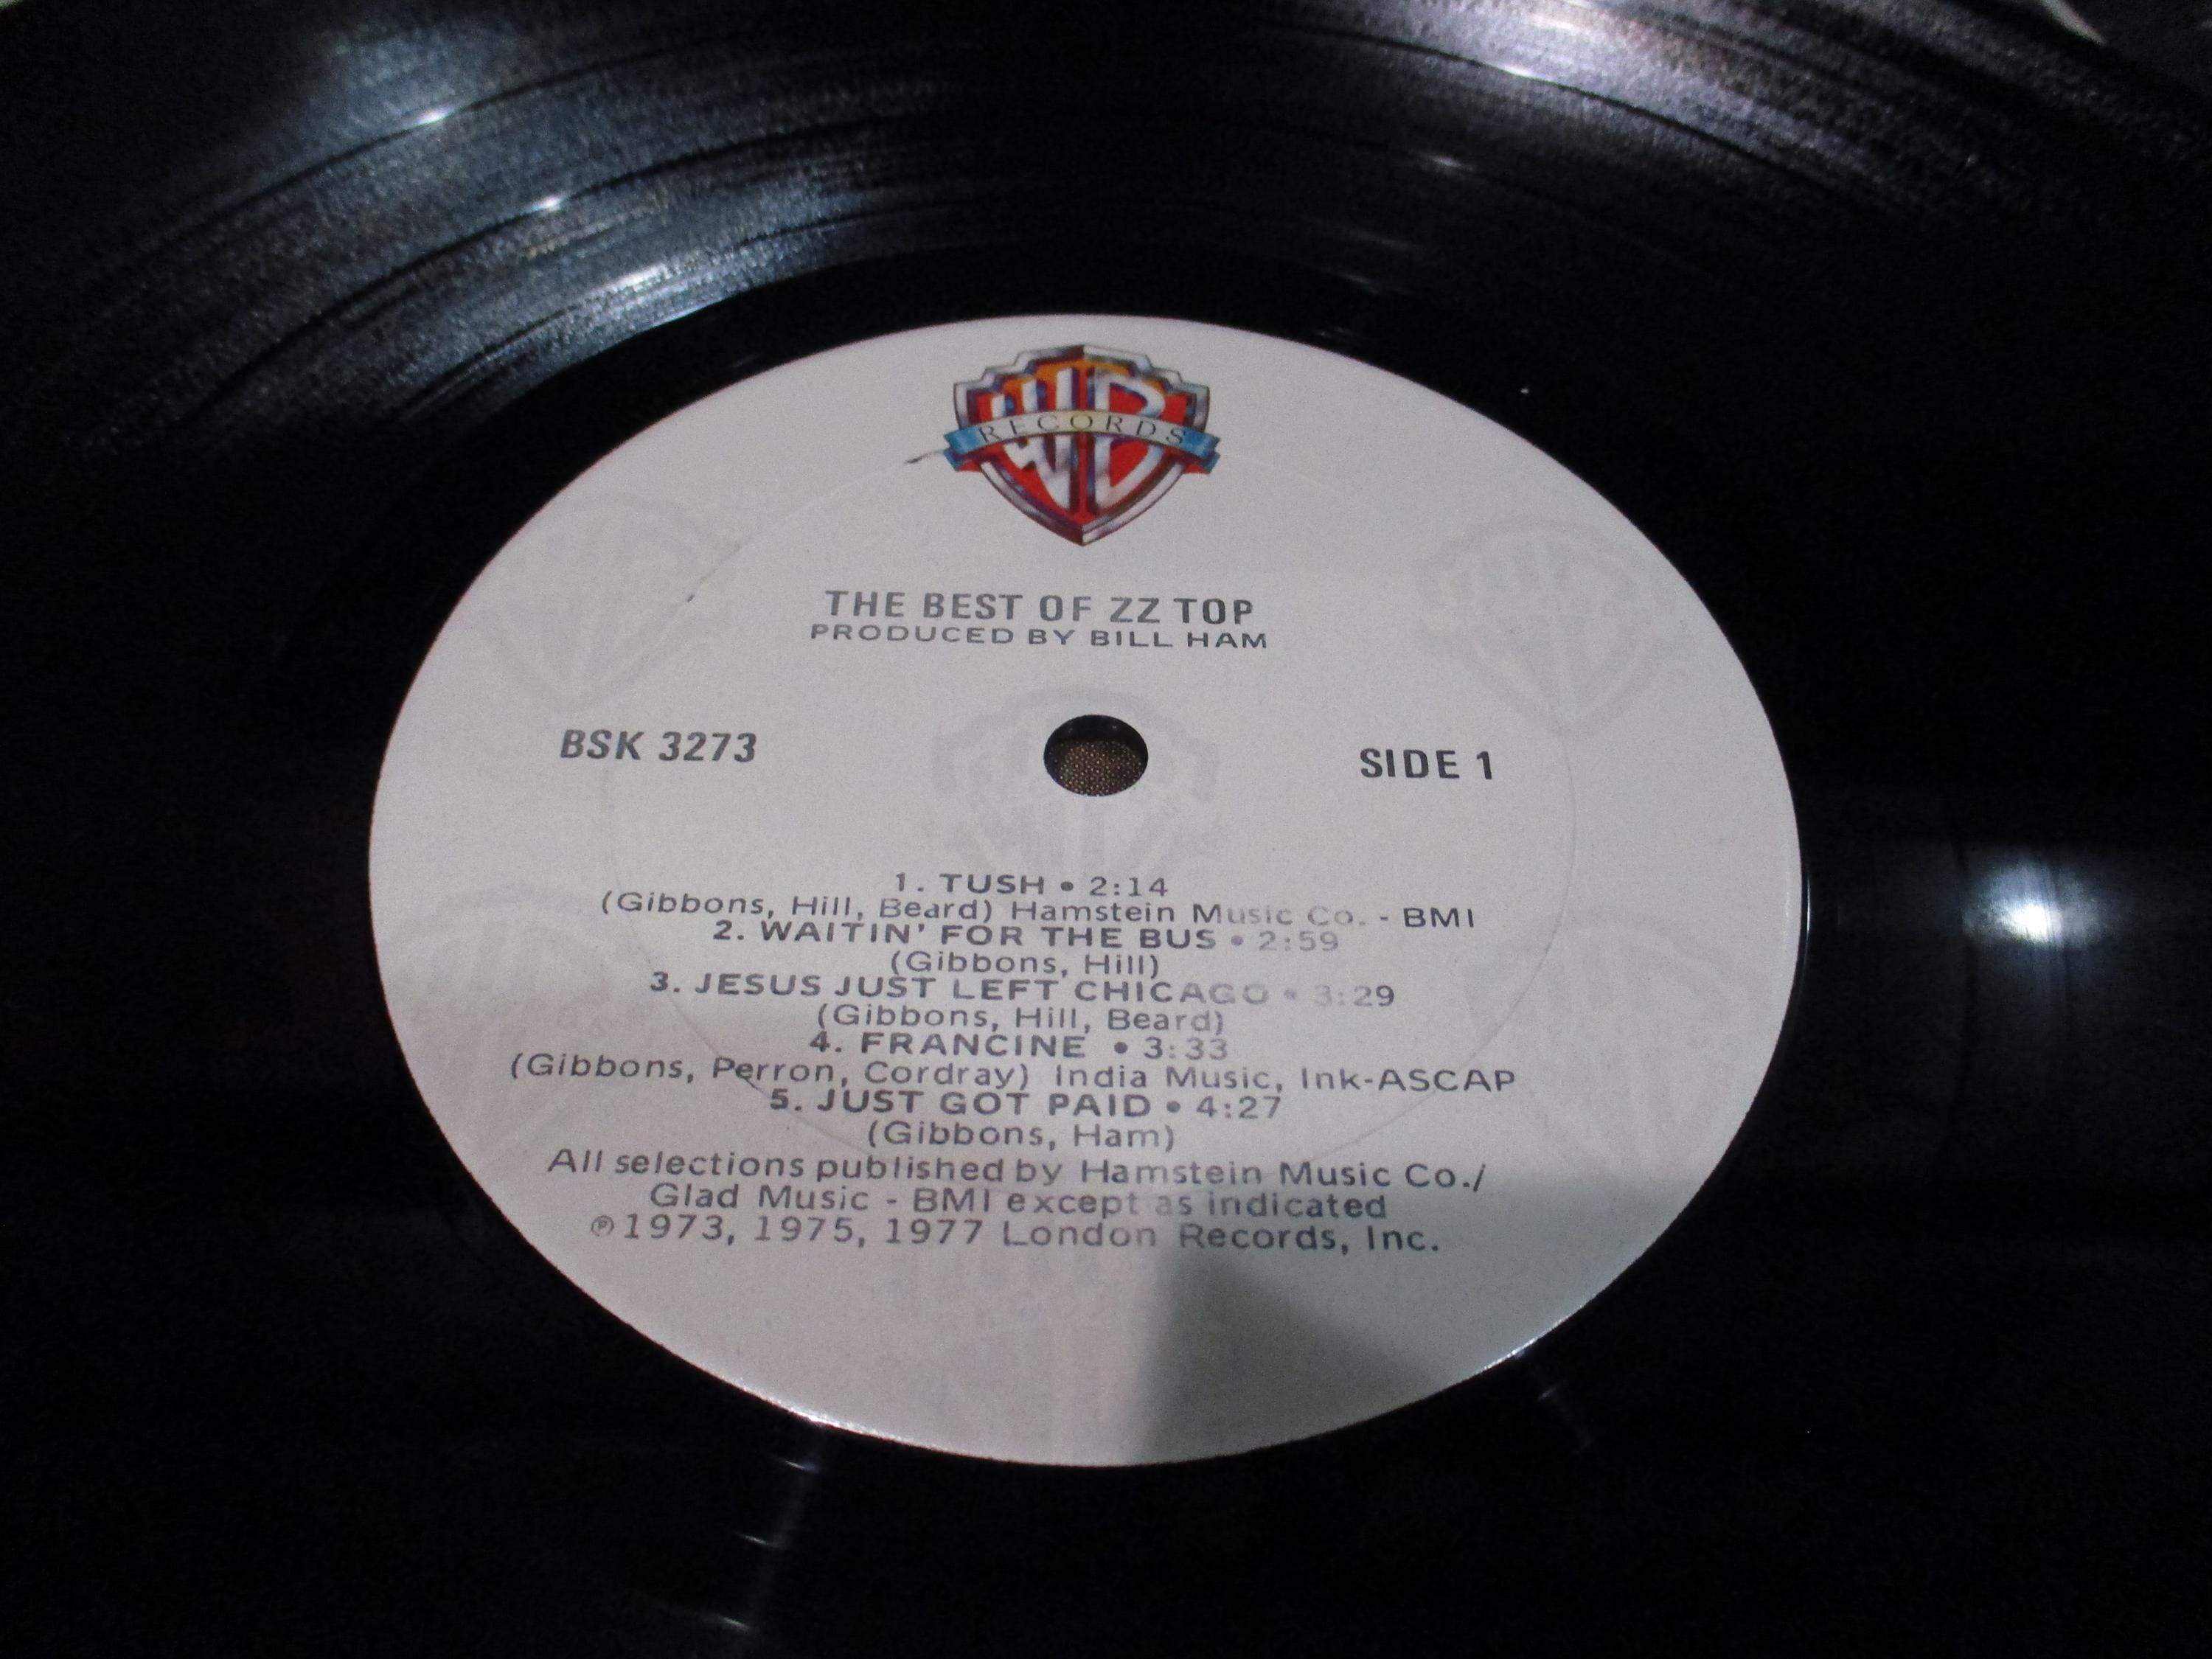 WB
RECORDS
THE BEST OF ZZ TOP
PRODUCED BY BILL HAM
BSK 3273
SIDE 1
1. TUSH • 2:14
(Gibbons, Hill, Beard) Hamstein Music Co. - BMI
2. WAITIN' FOR THE BUS • 2:59
(Gibbons, Hill)
3. JESUS JUST LEFT CHICAGO • 3:29
(Gibbons, Hill, Beard)
4. FRANCINE • 3:33
(Gibbons, Perron, Cordray) India Music, Ink-ASCAP
5. JUST GOT PAID • 4:27
(Gibbons, Ham)
All selections published by Hamstein Music Co./
Glad Music - BMI except as indicated
℗1973, 1975, 1977 London Records, Inc.